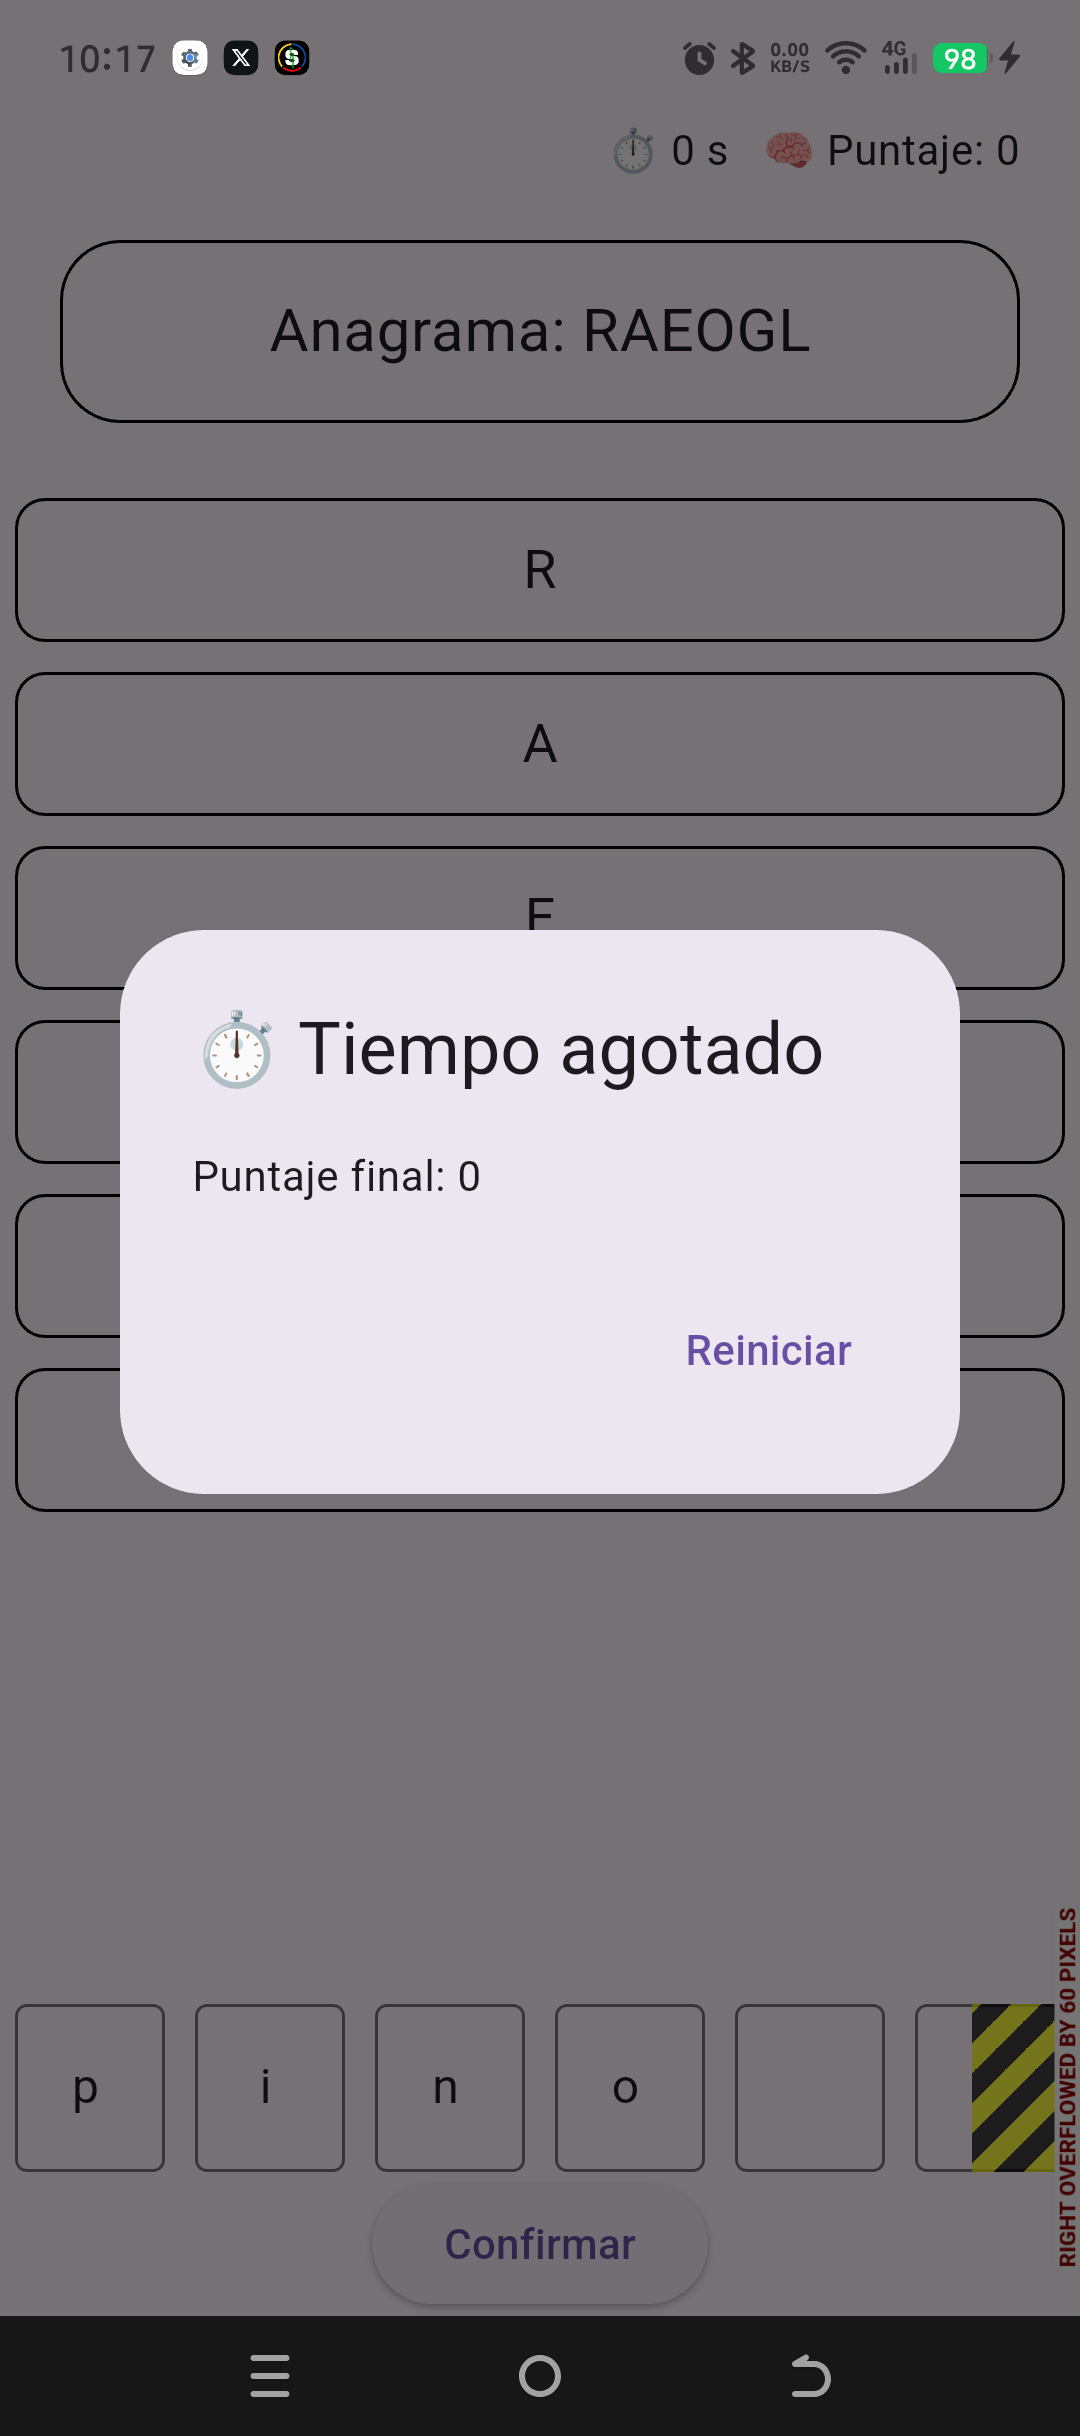 10:17
0.00
KB/S
4G
98
0 s Puntaje: 0
Anagrama: RAEOGL
R
A
E
Tiempo agotado
Puntaje final: 0
Reiniciar
RIGHT OVERFLOWED BY 60 PIXELS
p i n o
Confirmar